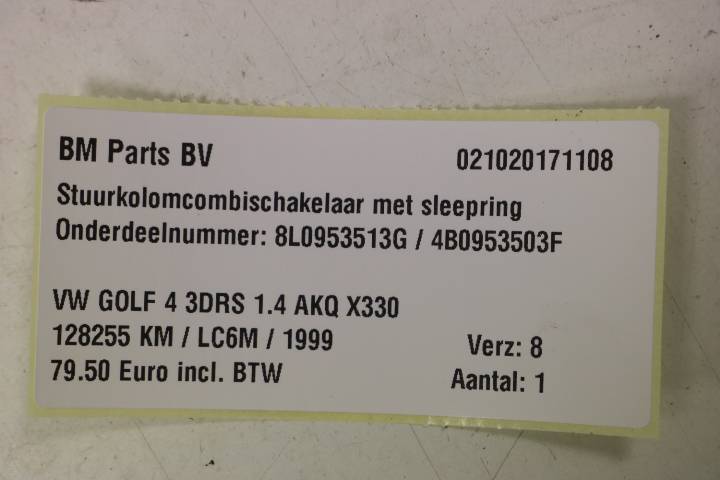 BM Parts BV 021020171108
Stuurkolomcombischakelaar met sleepring
Onderdeelnummer: 8L0953513G / 4B0953503F
VW GOLF 4 3DRS 1.4 AKQ X330
128255 KM / LC6M / 1999 Verz: 8
79.50 Euro incl. BTW Aantal: 1